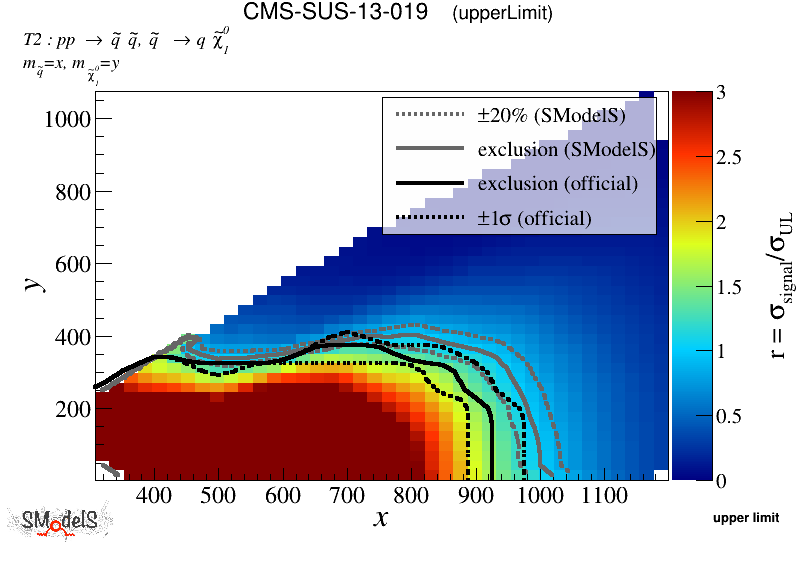 CMS-SUS-13-019 (upperLimit)
T2 : pp → q̃ q̃, q̃ → q χ̃₁⁰
m_q̃=x, m_χ̃₁⁰=y
±20% (SModelS)
exclusion (SModelS)
exclusion (official)
±1σ (official)
1000
800
600
400
200
y
400 500 600 700 800 900 1000 1100
x
3
2.5
2
1.5
1
0.5
0
r = σ_signal/σ_UL
SModelS
upper limit